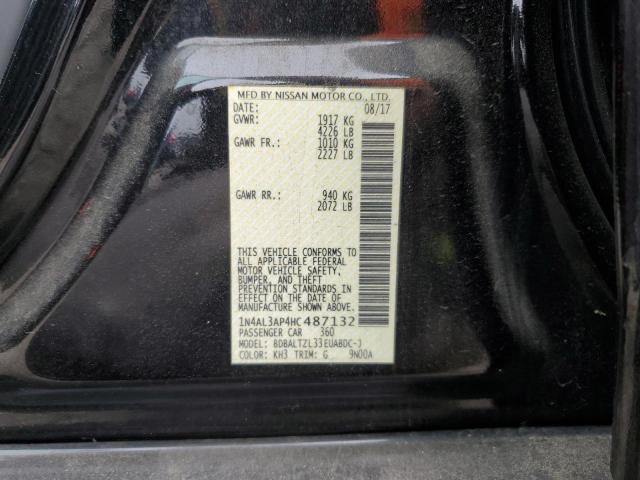 MFD BY NISSAN MOTOR CO., LTD.
DATE: 08/17
GVWR: 1917 KG
4226 LB
GAWR FR.: 1010 KG
2227 LB
GAWR RR.: 940 KG
2072 LB
THIS VEHICLE CONFORMS TO
ALL APPLICABLE FEDERAL
MOTOR VEHICLE SAFETY,
BUMPER, AND THEFT
PREVENTION STANDARDS IN
EFFECT ON THE DATE OF
MANUFACTURE SHOWN ABOVE.
1N4AL3AP4HC487132
PASSENGER CAR 360
MODEL: BDBALTZL33EUABDC-J
COLOR: KH3 TRIM: G 9N00A